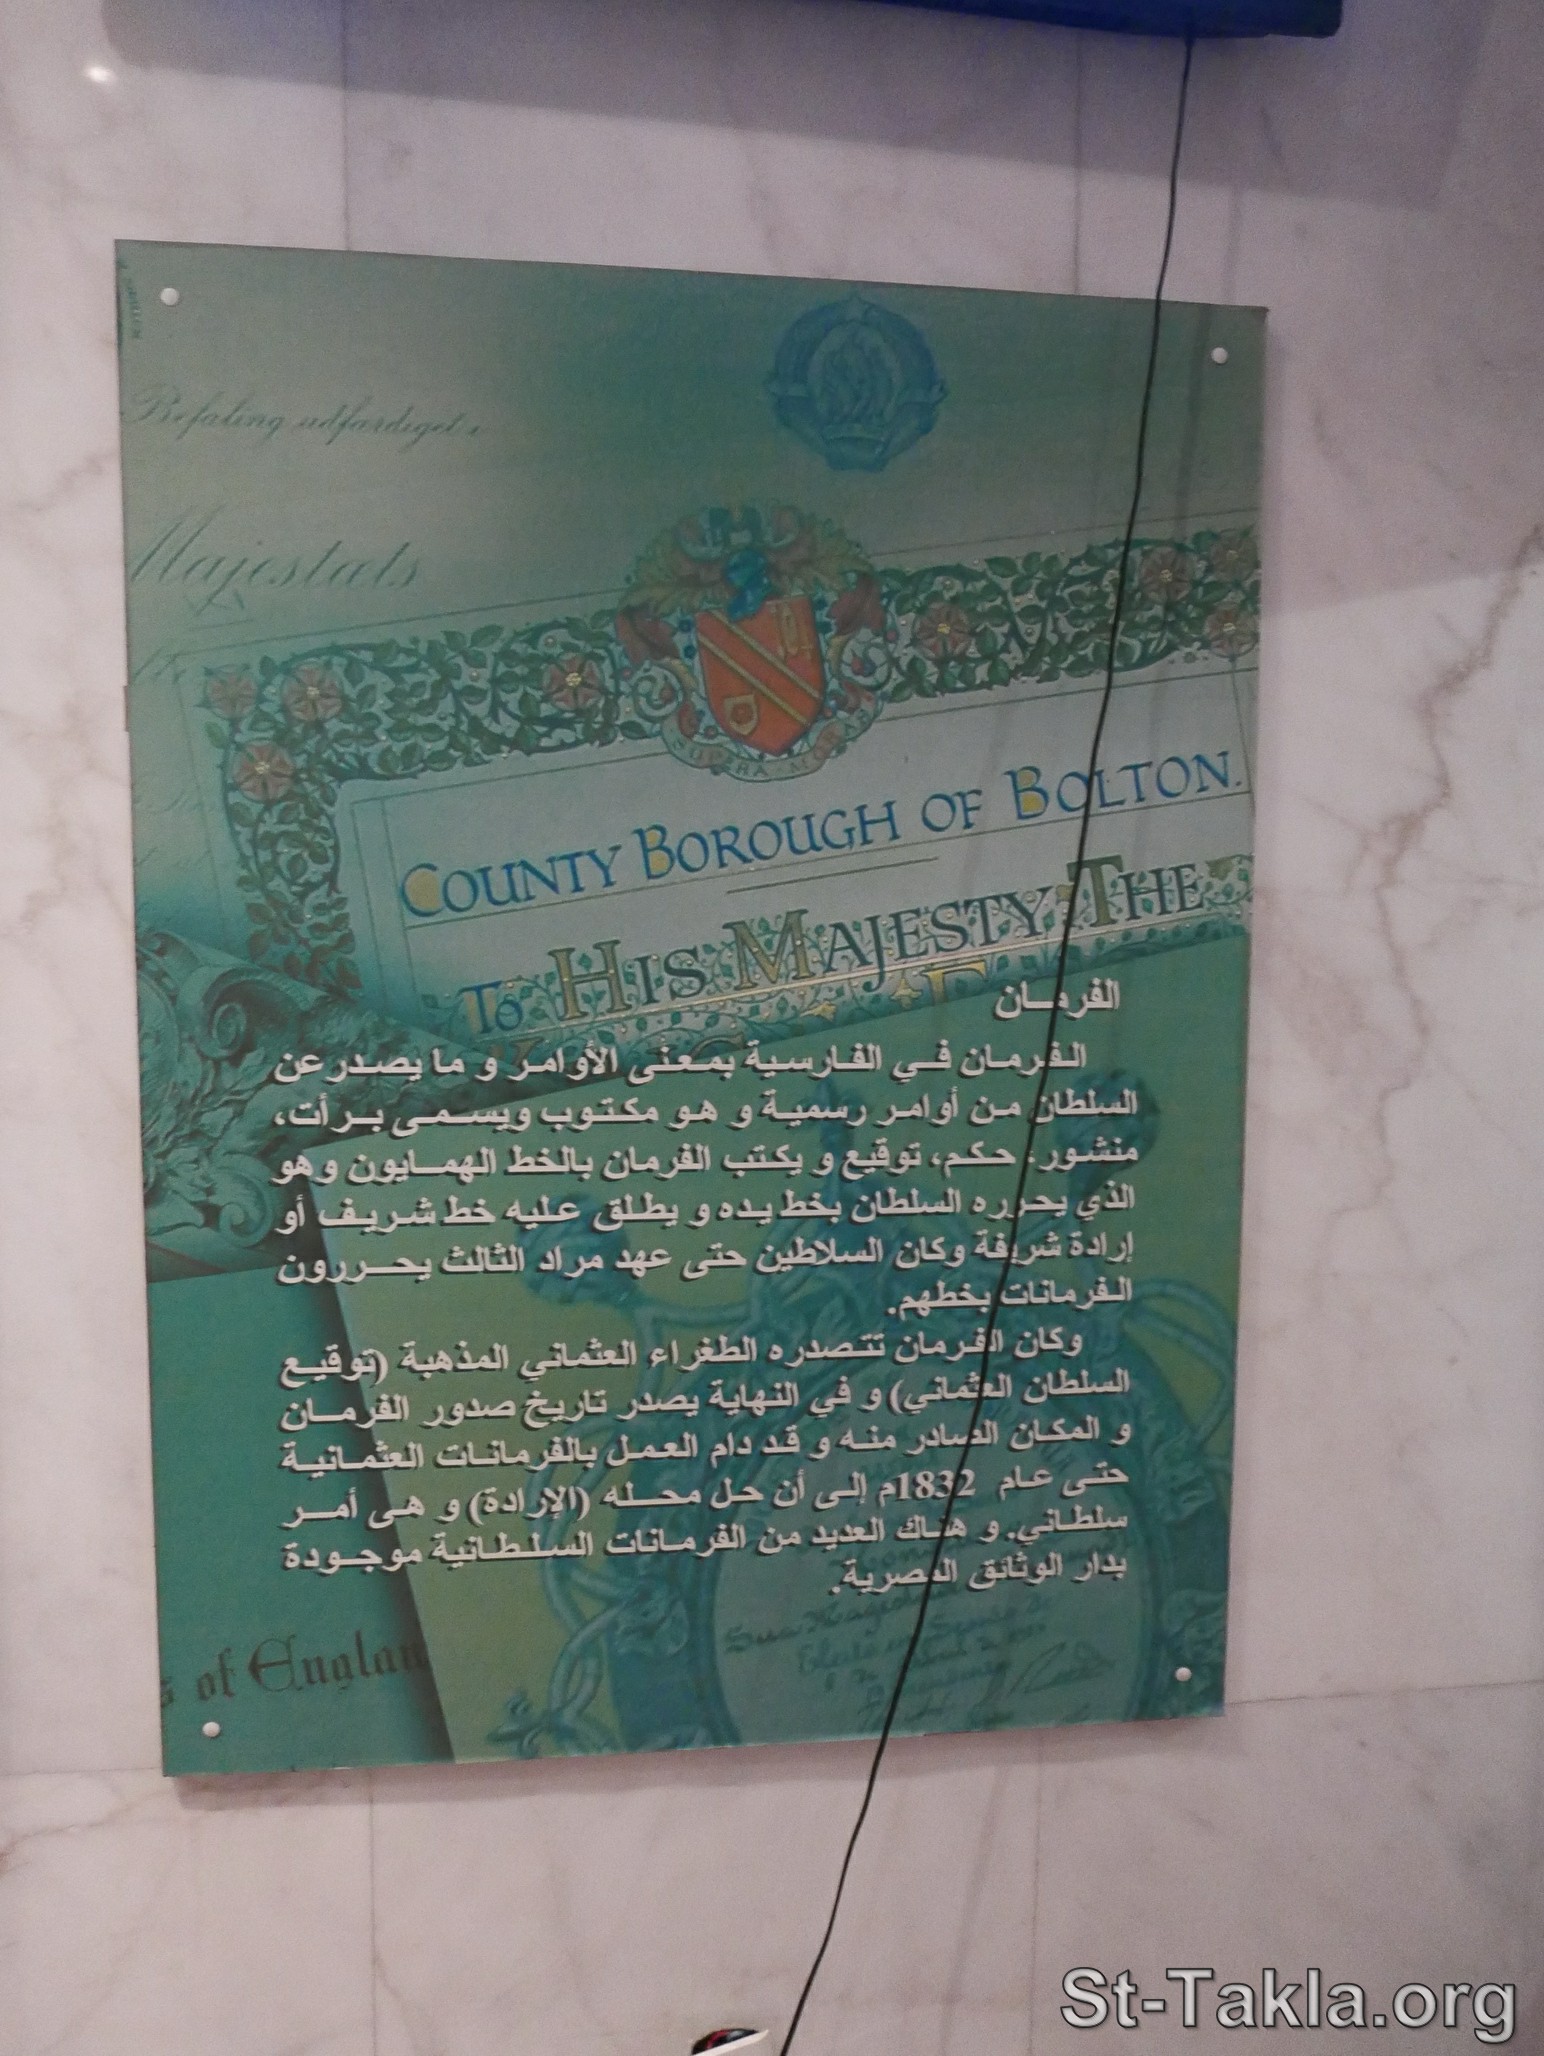 Befaling udfærdiget
Majestæts
SUPERA MORAS
COUNTY BOROUGH OF BOLTON.
TO HIS MAJESTY THE
الفرمان
الفرمان في الفارسية بمعنى الأوامر و ما يصدر عن
السلطان من أوامر رسمية و هو مكتوب ويسمى برأت،
منشور، حكم، توقيع و يكتب الفرمان بالخط الهمايون وهو
الذي يحرره السلطان بخط يده و يطلق عليه خط شريف أو
إرادة شريفة وكان السلاطين حتى عهد مراد الثالث يحررون
الفرمانات بخطهم.
وكان الفرمان تتصدره الطغراء العثماني المذهبة (توقيع
السلطان العثماني) و في النهاية يصدر تاريخ صدور الفرمان
و المكان الصادر منه و قد دام العمل بالفرمانات العثمانية
حتى عام 1832م إلى أن حل محله (الإرادة) و هى أمر
سلطاني. و هناك العديد من الفرمانات السلطانية موجودة
بدار الوثائق المصرية.
of England
St-Takla.org